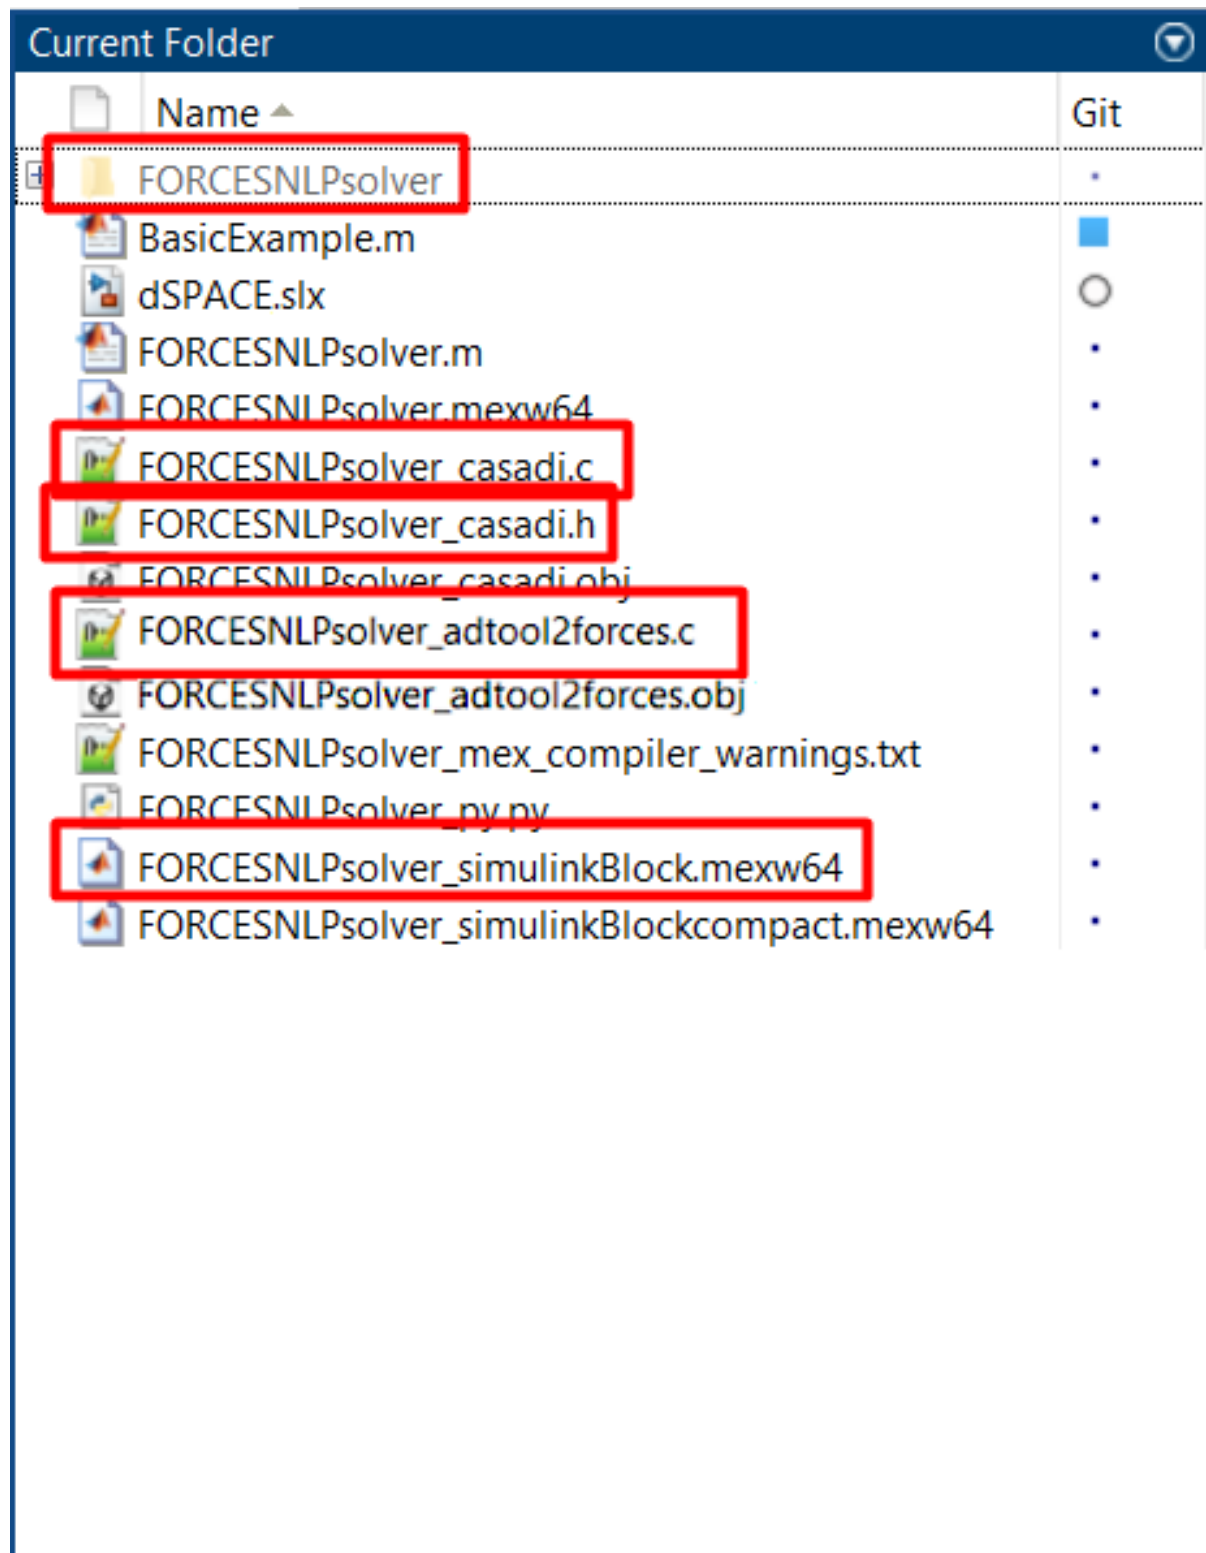 Current Folder
Name Git
FORCESNLPsolver
BasicExample.m
dSPACE.slx
FORCESNLPsolver.m
FORCESNLPsolver.mexw64
FORCESNLPsolver_casadi.c
FORCESNLPsolver_casadi.h
FORCESNLPsolver_casadi.obj
FORCESNLPsolver_adtool2forces.c
FORCESNLPsolver_adtool2forces.obj
FORCESNLPsolver_mex_compiler_warnings.txt
FORCESNLPsolver_py.py
FORCESNLPsolver_simulinkBlock.mexw64
FORCESNLPsolver_simulinkBlockcompact.mexw64